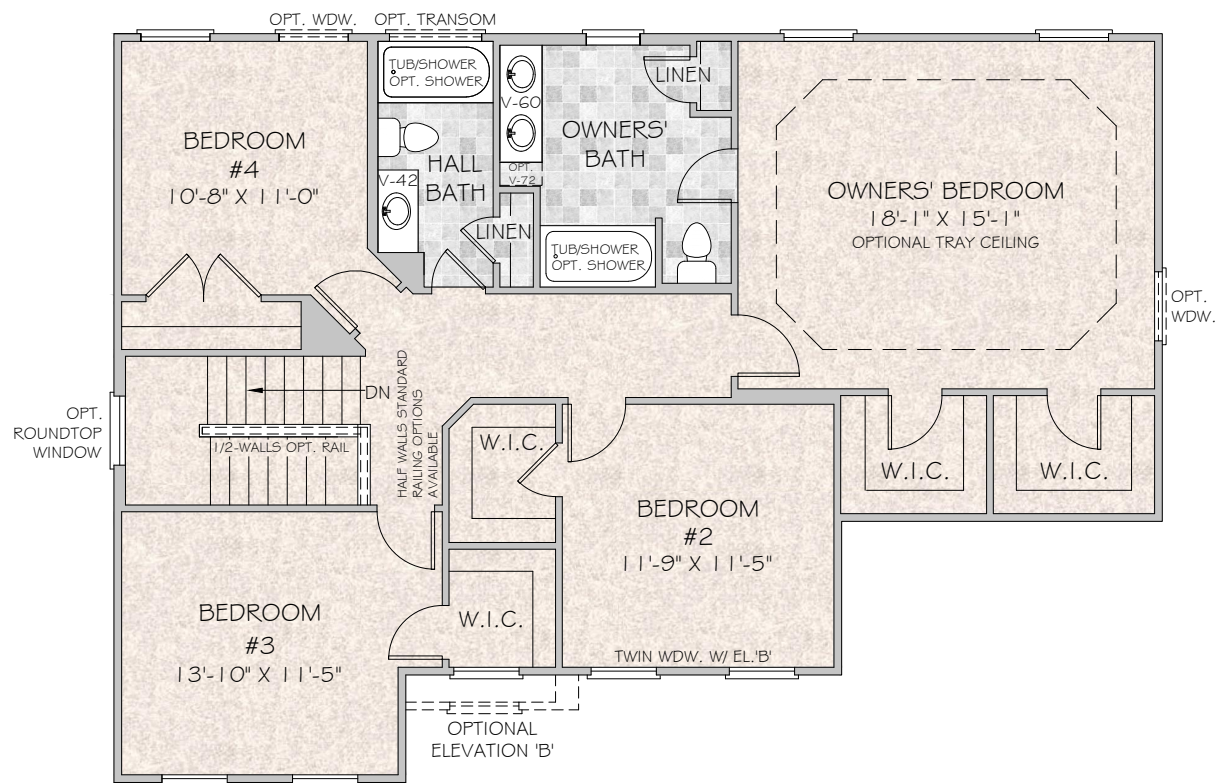 OPT. WDW.
OPT. TRANSOM
TUB/SHOWER
OPT. SHOWER
V-60
LINEN
BEDROOM
#4
10'-8" X 11'-0"
OWNERS'
BATH
HALL
BATH
V-42
OPT.
V-72
OWNERS' BEDROOM
18'-1" X 15'-1"
OPTIONAL TRAY CEILING
LINEN
TUB/SHOWER
OPT. SHOWER
OPT.
WDW.
DN
HALF WALLS STANDARD
RAILING OPTIONS
AVAILABLE
OPT.
ROUNDTOP
WINDOW
1/2-WALLS OPT. RAIL
W.I.C.
W.I.C.
W.I.C.
BEDROOM
#2
11'-9" X 11'-5"
BEDROOM
#3
13'-10" X 11'-5"
W.I.C.
TWIN WDW. W/ EL.'B'
OPTIONAL
ELEVATION 'B'